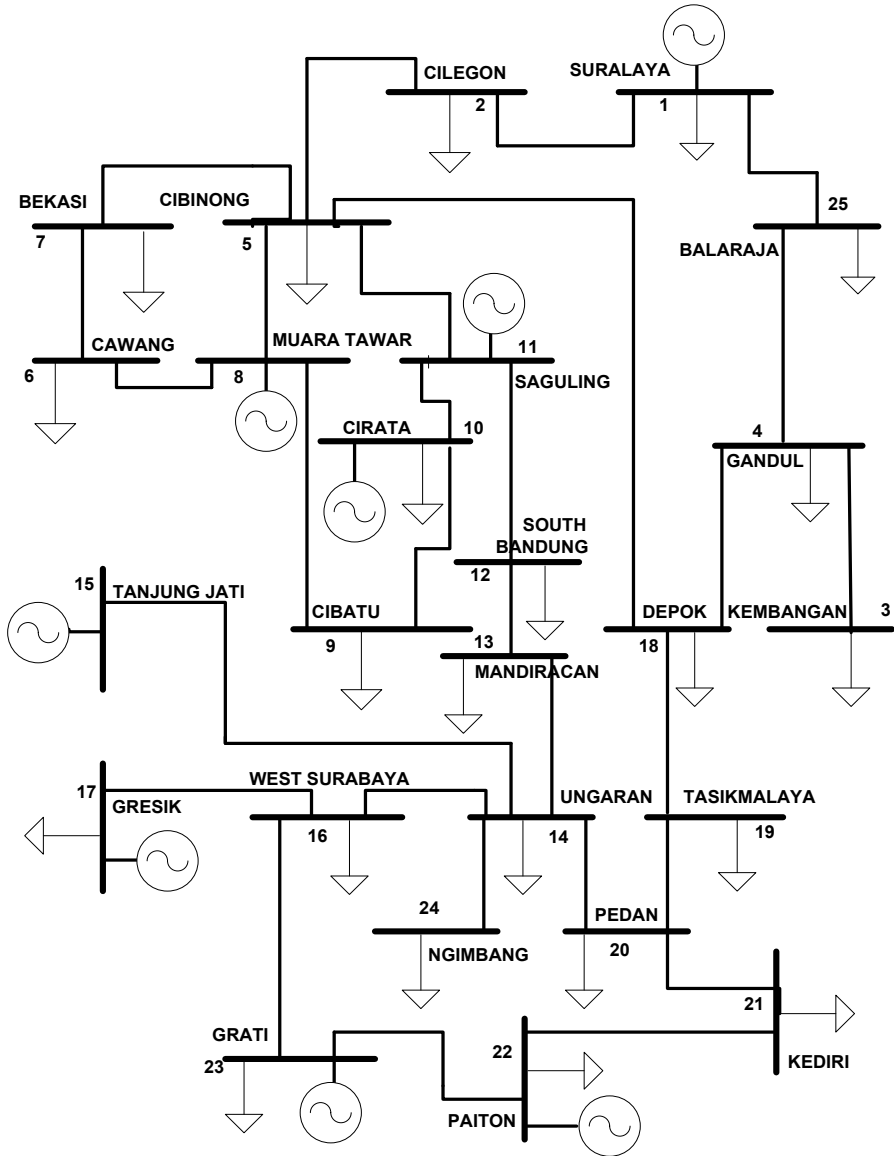 CILEGON
SURALAYA
2
1
BEKASI
CIBINONG
25
7
5
BALARAJA
CAWANG
MUARA TAWAR
11
6
8
SAGULING
CIRATA
10
4
GANDUL
SOUTH
BANDUNG
15
TANJUNG JATI
12
CIBATU
13
DEPOK
KEMBANGAN
3
9
MANDIRACAN
18
17
WEST SURABAYA
UNGARAN
TASIKMALAYA
GRESIK
16
14
19
24
PEDAN
NGIMBANG
20
21
GRATI
22
KEDIRI
23
PAITON